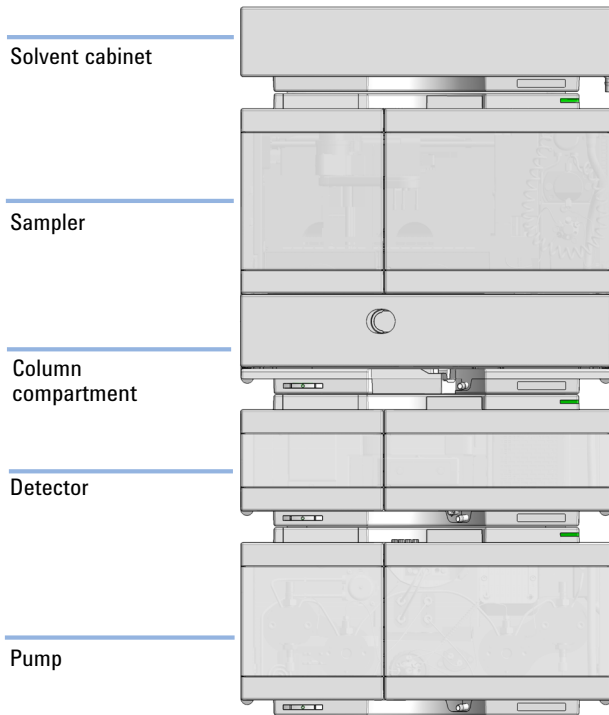 Solvent cabinet
Sampler
Column
compartment
Detector
Pump